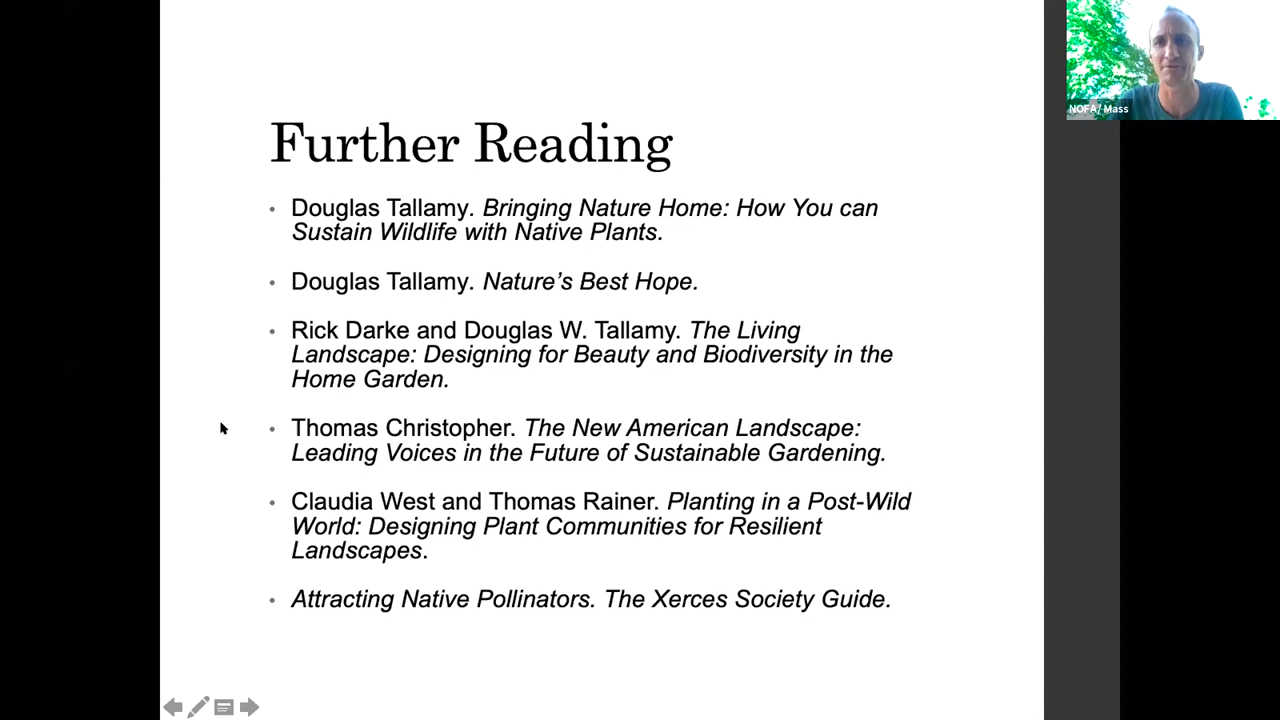 NOFA/ Mass
Further Reading
• Douglas Tallamy. Bringing Nature Home: How You can
Sustain Wildlife with Native Plants.
• Douglas Tallamy. Nature's Best Hope.
• Rick Darke and Douglas W. Tallamy. The Living
Landscape: Designing for Beauty and Biodiversity in the
Home Garden.
• Thomas Christopher. The New American Landscape:
Leading Voices in the Future of Sustainable Gardening.
• Claudia West and Thomas Rainer. Planting in a Post-Wild
World: Designing Plant Communities for Resilient
Landscapes.
• Attracting Native Pollinators. The Xerces Society Guide.